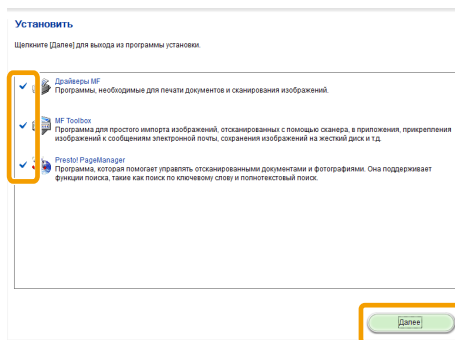 Установить
Щелкните [Далее] для выхода из программы установки.
Драйверы MF
Программы, необходимые для печати документов и сканирования изображений.
MF Toolbox
Программа для простого импорта изображений, отсканированных с помощью сканера, в приложения, прикрепления
изображений к сообщениям электронной почты, сохранения изображений на жесткий диск и т.д.
Presto! PageManager
Программа, которая помогает управлять отсканированными документами и фотографиями. Она поддерживает
функции поиска, такие как поиск по ключевому слову и полнотекстовый поиск.
Далее